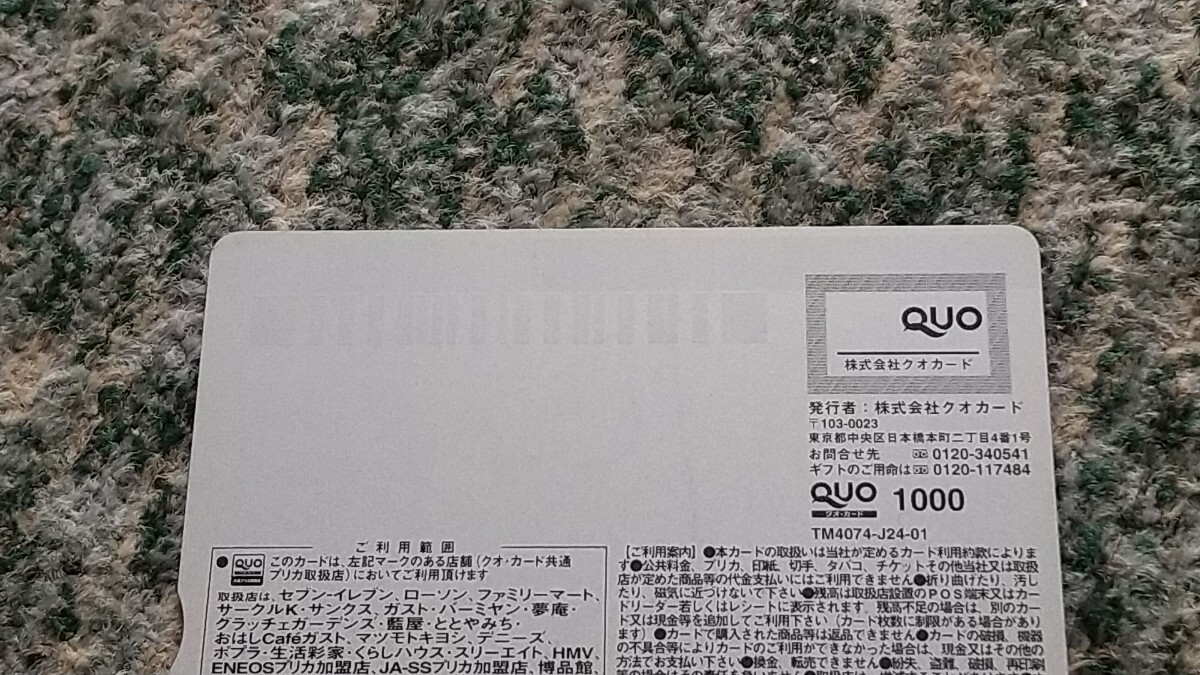 QUO
株式会社クオカード
発行者：株式会社クオカード
〒103-0023
東京都中央区日本橋本町二丁目4番1号
お問合せ先 0120-340541
ギフトのご用命は 0120-117484
QUO 1000
クオ・カード
TM4074-J24-01
ご利用範囲
●QUO このカードは、左記マークのある店舗（クオ・カード共通
プリカ取扱店）においてご利用頂けます
取扱店は、セブン-イレブン、ローソン、ファミリーマート、
サークルK・サンクス、ガスト・バーミヤン・夢庵・
グラッチェガーデンズ・藍屋・ととやみち・
おはしCaféガスト、マツモトキヨシ、デニーズ、
ポプラ・生活彩家・くらしハウス・スリーエイト、HMV、
ENEOSプリカ加盟店、JA-SSプリカ加盟店、博品館、
【ご利用案内】●本カードの取扱いは当社が定めるカード利用約款によりま
す●公共料金、プリカ、印紙、切手、タバコ、チケットその他当社又は取扱
店が定めた商品等の代金支払いにはご利用できません●折り曲げたり、汚し
たり、磁気に近づけないで下さい●残高は取扱店設置のPOS端末又はカー
ドリーダー若しくはレシートに表示されます。残高不足の場合は、別のカー
ド又は現金等を追加してご利用下さい（カード枚数に制限がある場合があり
ます）●カードで購入された商品等は返品できません●カードの破損、機器
の不具合等によりカードのご利用ができなかった場合は、現金又はその他の
方法でお支払い下さい●換金、転売できません●紛失、盗難、破損、再印刷